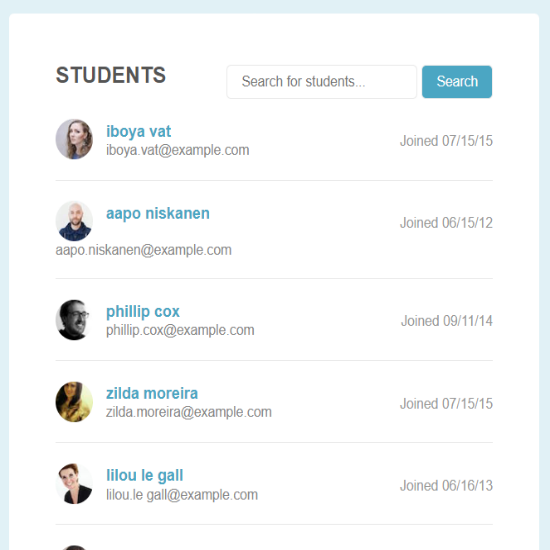 STUDENTS
Search for students...
Search
iboya vat
iboya.vat@example.com
Joined 07/15/15
aapo niskanen
aapo.niskanen@example.com
Joined 06/15/12
phillip cox
phillip.cox@example.com
Joined 09/11/14
zilda moreira
zilda.moreira@example.com
Joined 07/15/15
lilou le gall
lilou.le gall@example.com
Joined 06/16/13